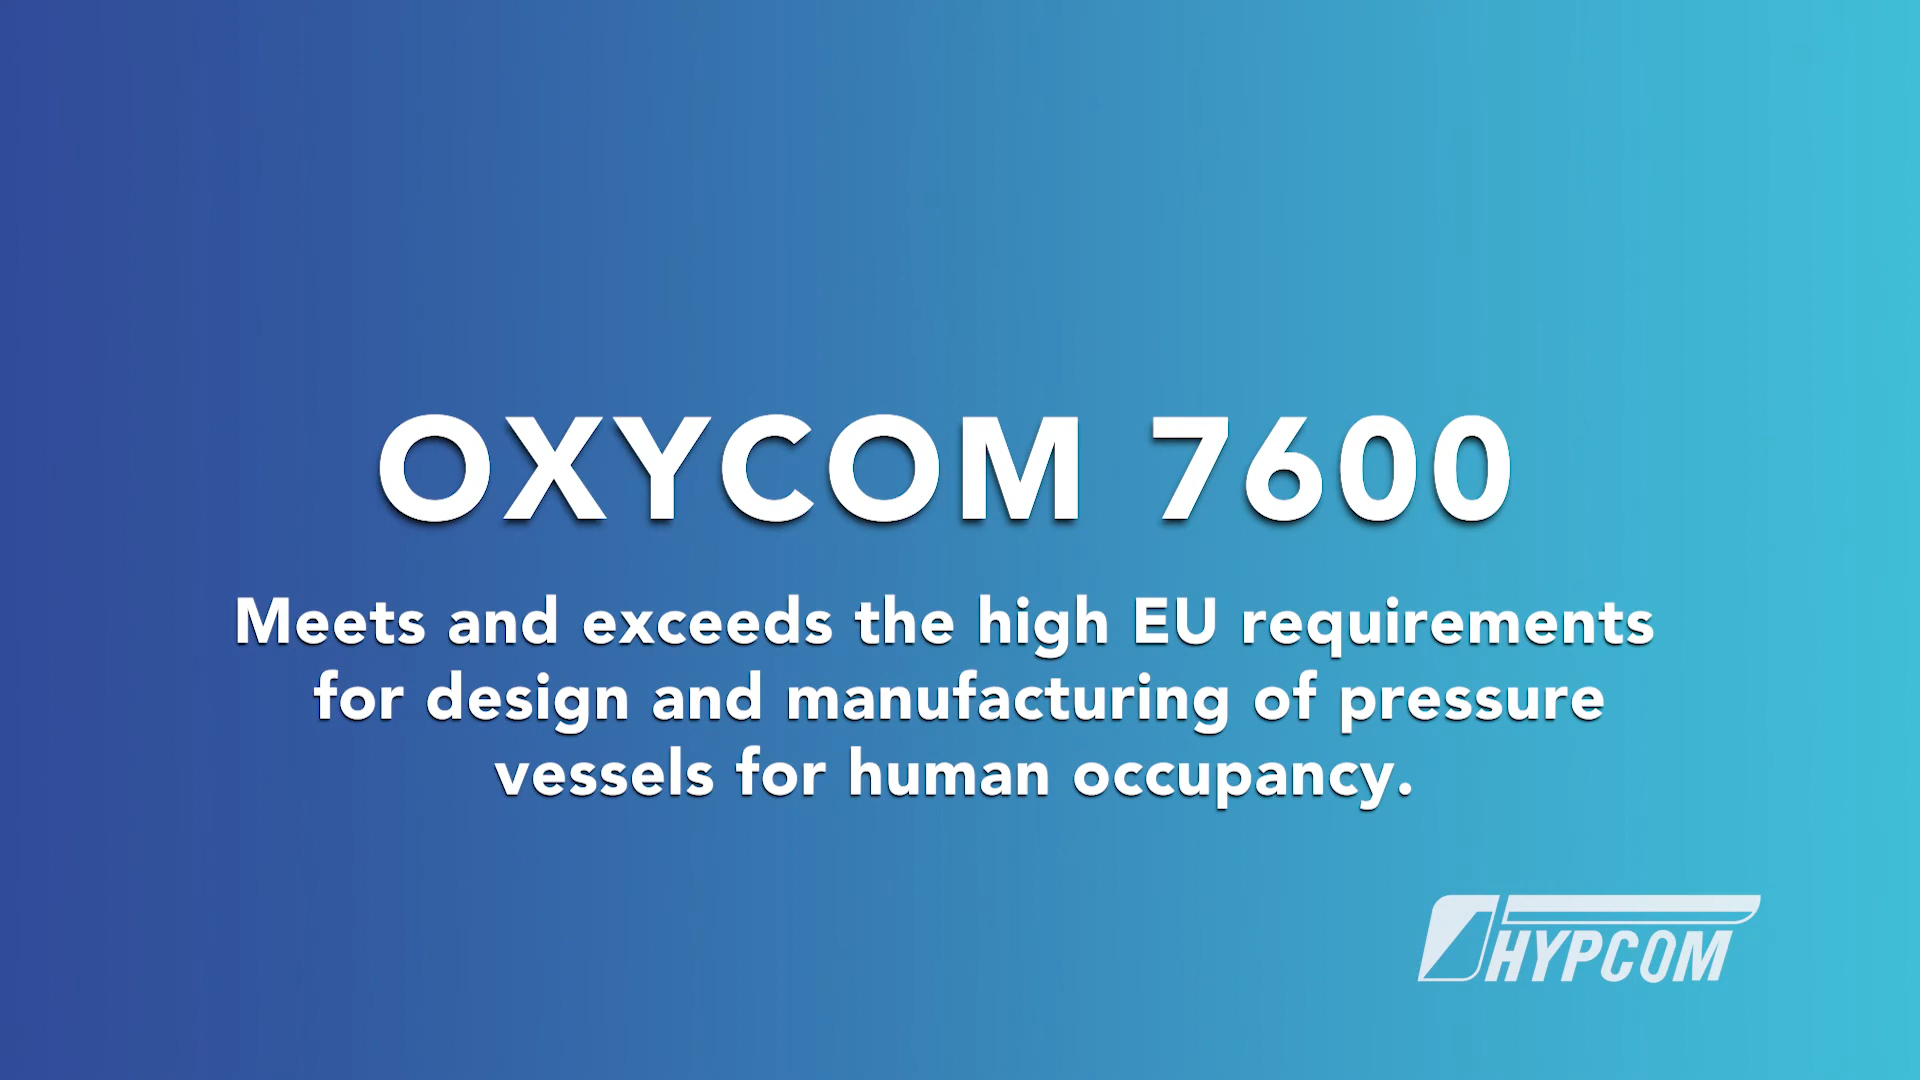 OXYCOM 7600
Meets and exceeds the high EU requirements
for design and manufacturing of pressure
vessels for human occupancy.
HYPCOM